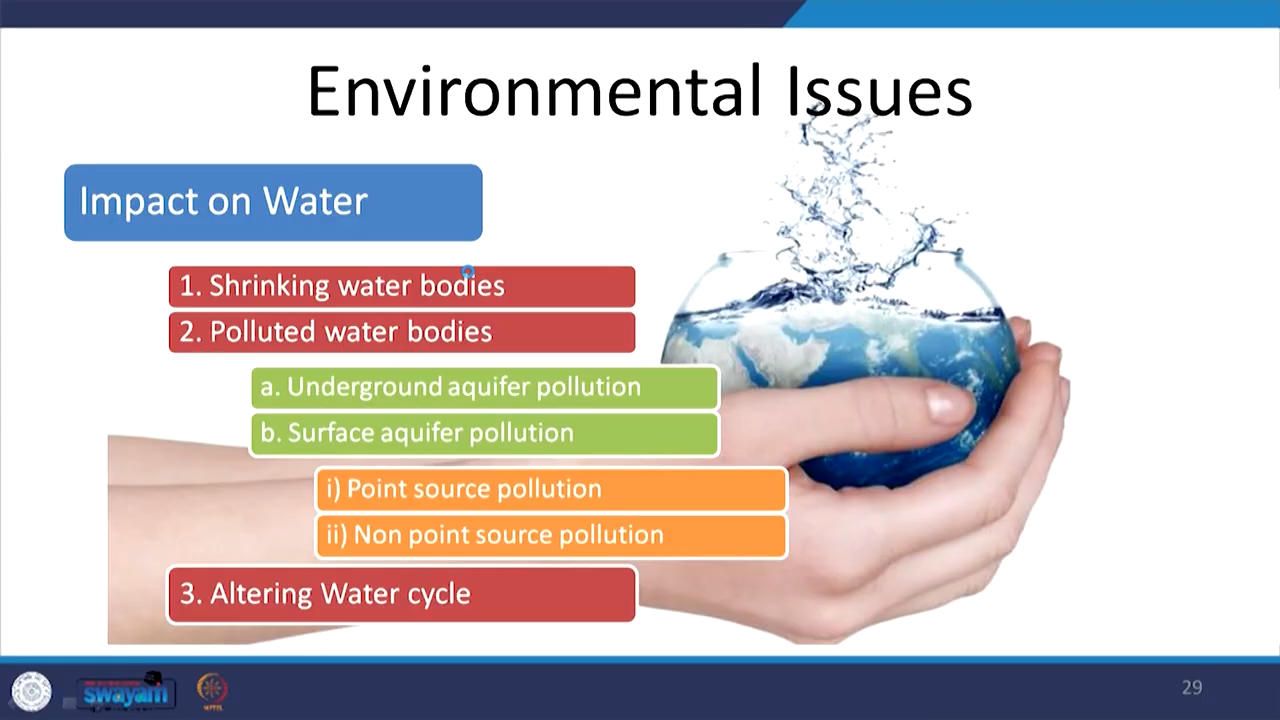 Environmental Issues
Impact on Water
1. Shrinking water bodies
2. Polluted water bodies
a. Underground aquifer pollution
b. Surface aquifer pollution
i) Point source pollution
ii) Non point source pollution
3. Altering Water cycle
swayam
29